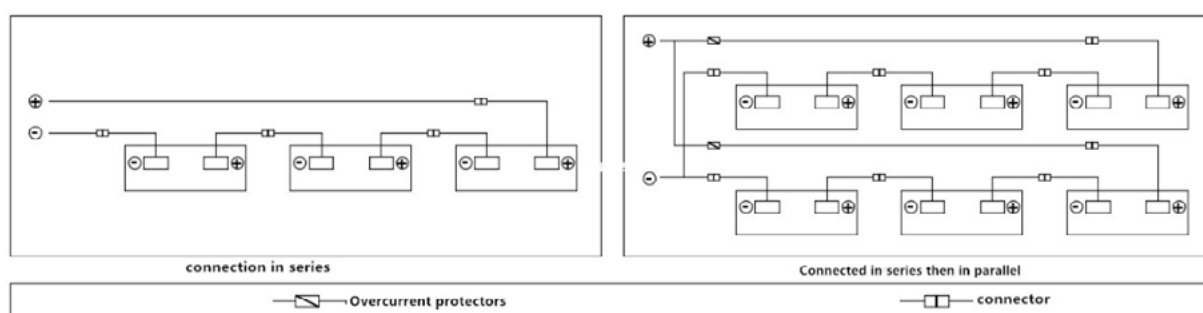 connection in series
Connected in series then in parallel
Overcurrent protectors
connector